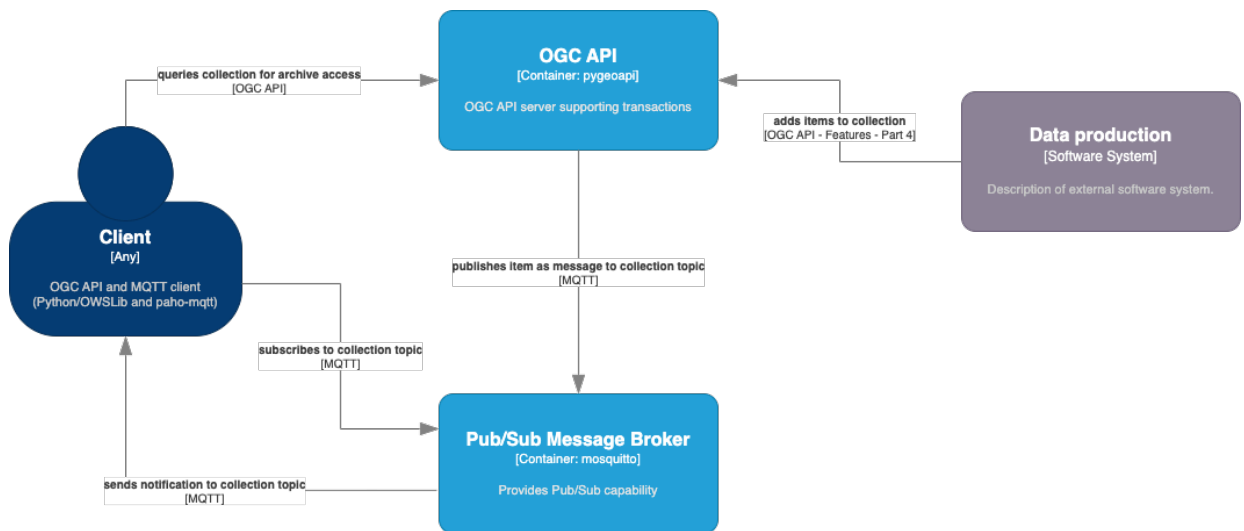 OGC API
[Container: pygeoapi]
OGC API server supporting transactions
queries collection for archive access
[OGC API]
adds items to collection
[OGC API - Features - Part 4]
Data production
[Software System]
Description of external software system.
Client
[Any]
OGC API and MQTT client
(Python/OWSLib and paho-mqtt)
publishes item as message to collection topic
[MQTT]
subscribes to collection topic
[MQTT]
Pub/Sub Message Broker
[Container: mosquitto]
Provides Pub/Sub capability
sends notification to collection topic
[MQTT]